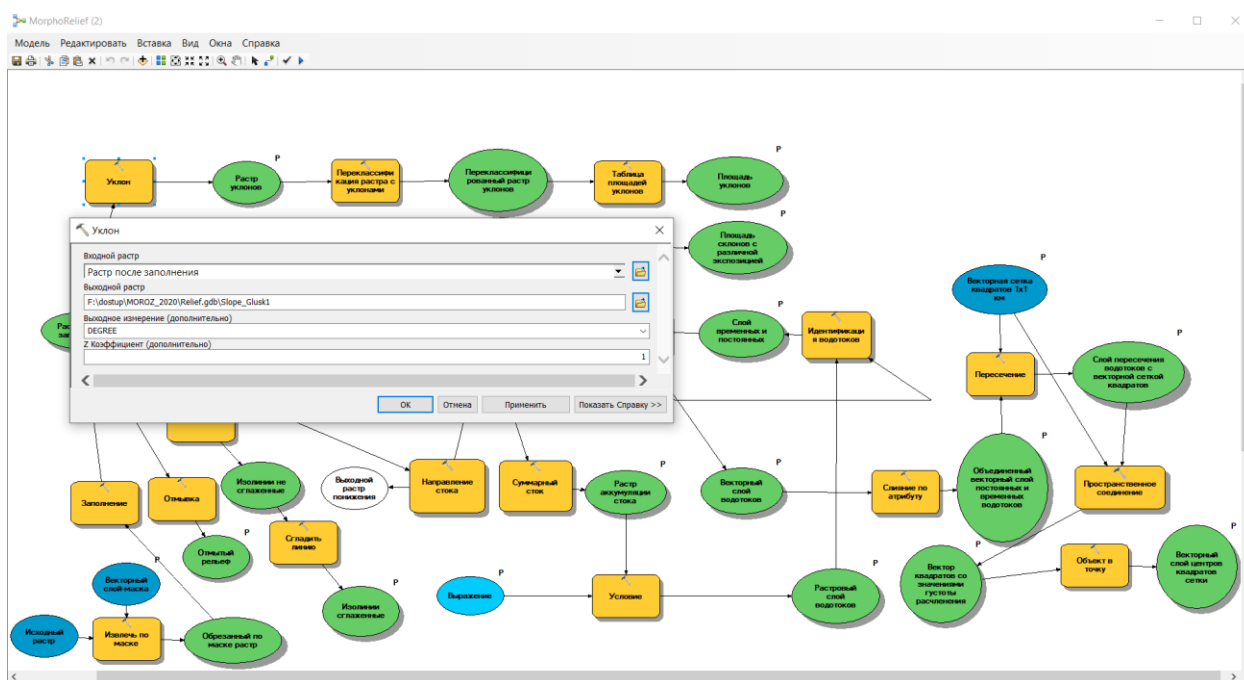 MorphoRelief (2)
Модель Редактировать Вставка Вид Окна Справка
P
P
Уклон
Растр
уклонов
Переклассифи
кация растра с
уклонами
Переклассифици
рованный растр
уклонов
Таблица
площадей
уклонов
Площадь
уклонов
P
Площадь
склонов с
различной
экспозицией
Уклон
Входной растр
Растр после заполнения
Выходной растр
F:\dostup\MOROZ_2020\Relief.gdb\Slope_Glusk1
Выходное измерение (дополнительно)
DEGREE
Z Коэффициент (дополнительно)
1
ОК Отмена Применить Показать Справку >>
P
Векторная сетка
квадратов 1x1
км
P
Слой
временных и
постоянных
Идентификаци
я водотоков
P
Пересечение
Слой пересечения
водотоков с
векторной сеткой
квадратов
Заполнение
Отмывка
Изолинии не
сглаженные
P
Выходной
растр
понижения
Направление
стока
Суммарный
сток
P
Растр
аккумуляции
стока
P
Векторный
слой
водотоков
Слияние по
атрибуту
P
Объединенный
векторный слой
постоянных и
временных
водотоков
Пространственное
соединение
P
Отмытый
рельеф
Сгладить
линию
P
Векторный
слой-маска
P
Изолинии
сглаженные
P
Выражение
Условие
P
Растровый
слой
водотоков
P
Вектор
квадратов со
значениями
густоты
расчленения
Объект в
точку
P
Векторный
слой центров
квадратов
сетки
Исходный
растр
Извлечь по
маске
Обрезанный по
маске растр